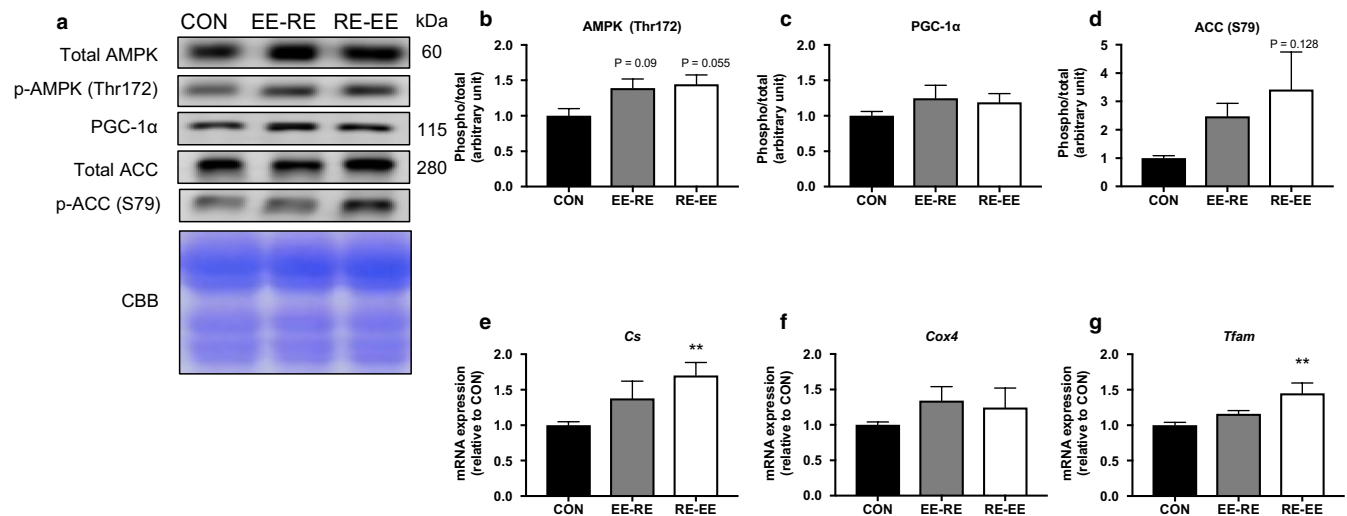 a
CON EE-RE RE-EE kDa
Total AMPK 60
p-AMPK (Thr172)
PGC-1α 115
Total ACC 280
p-ACC (S79)
CBB
b
AMPK (Thr172)
Phospho/total
(arbitrary unit)
2.0
1.5
1.0
0.5
0.0
P = 0.09 P = 0.055
CON EE-RE RE-EE
c
PGC-1α
Phospho/total
(arbitrary unit)
2.0
1.5
1.0
0.5
0.0
CON EE-RE RE-EE
d
ACC (S79)
Phospho/total
(arbitrary unit)
5
4
3
2
1
0
P = 0.128
CON EE-RE RE-EE
e
Cs
mRNA expression
(relative to CON)
2.0
1.5
1.0
0.5
0.0
**
CON EE-RE RE-EE
f
Cox4
mRNA expression
(relative to CON)
2.0
1.5
1.0
0.5
0.0
CON EE-RE RE-EE
g
Tfam
mRNA expression
(relative to CON)
2.0
1.5
1.0
0.5
0.0
**
CON EE-RE RE-EE